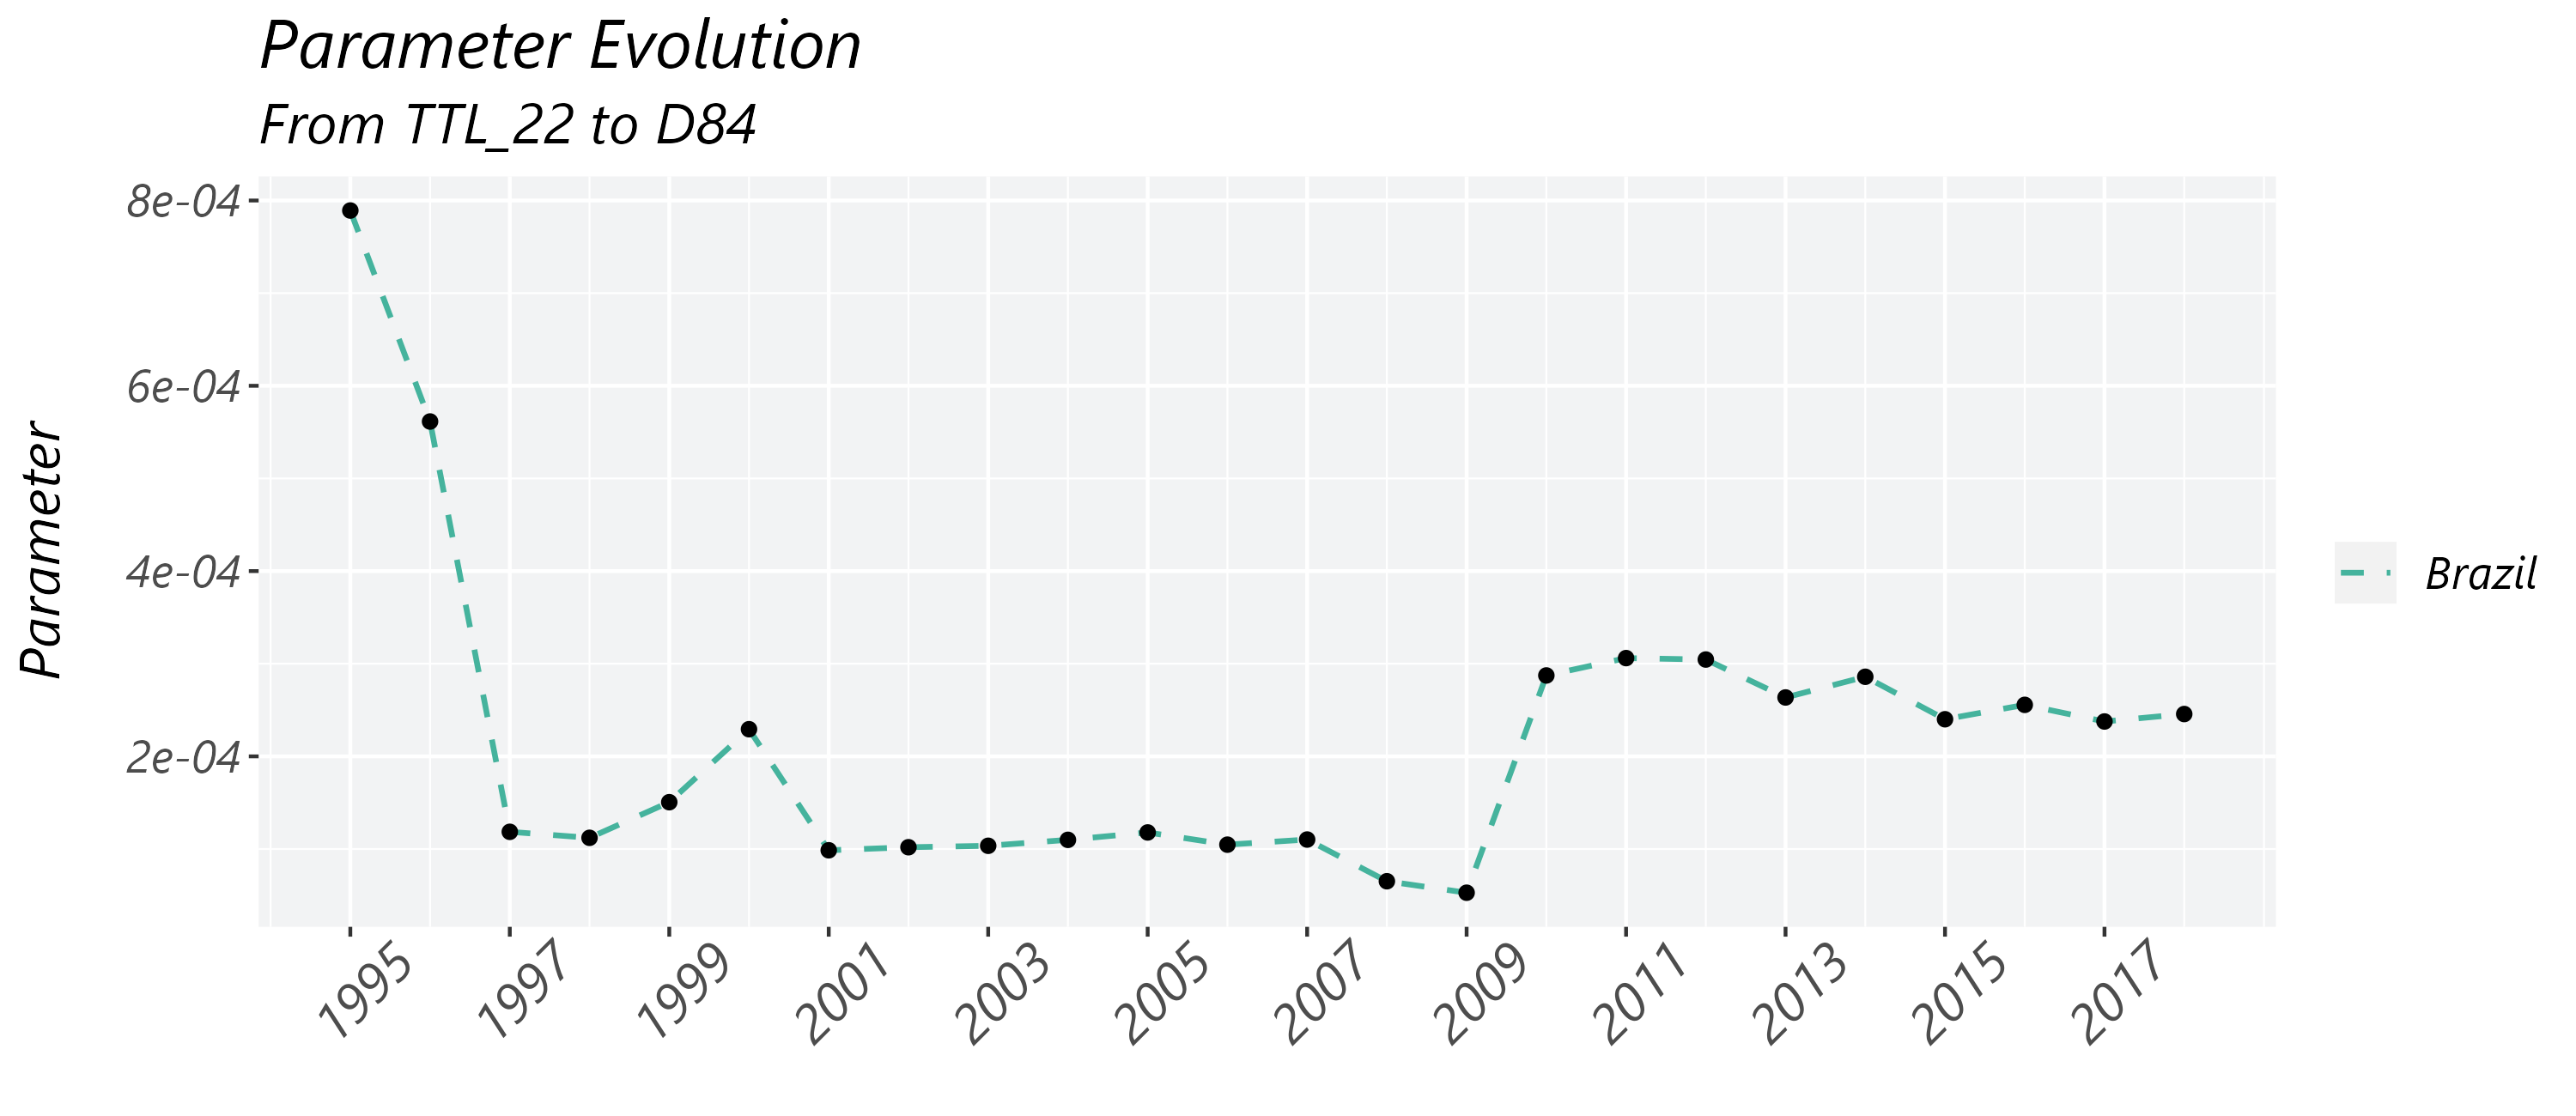 Parameter Evolution
From TTL_22 to D84
Parameter
8e-04
6e-04
4e-04
2e-04
1995
1997
1999
2001
2003
2005
2007
2009
2011
2013
2015
2017
Brazil